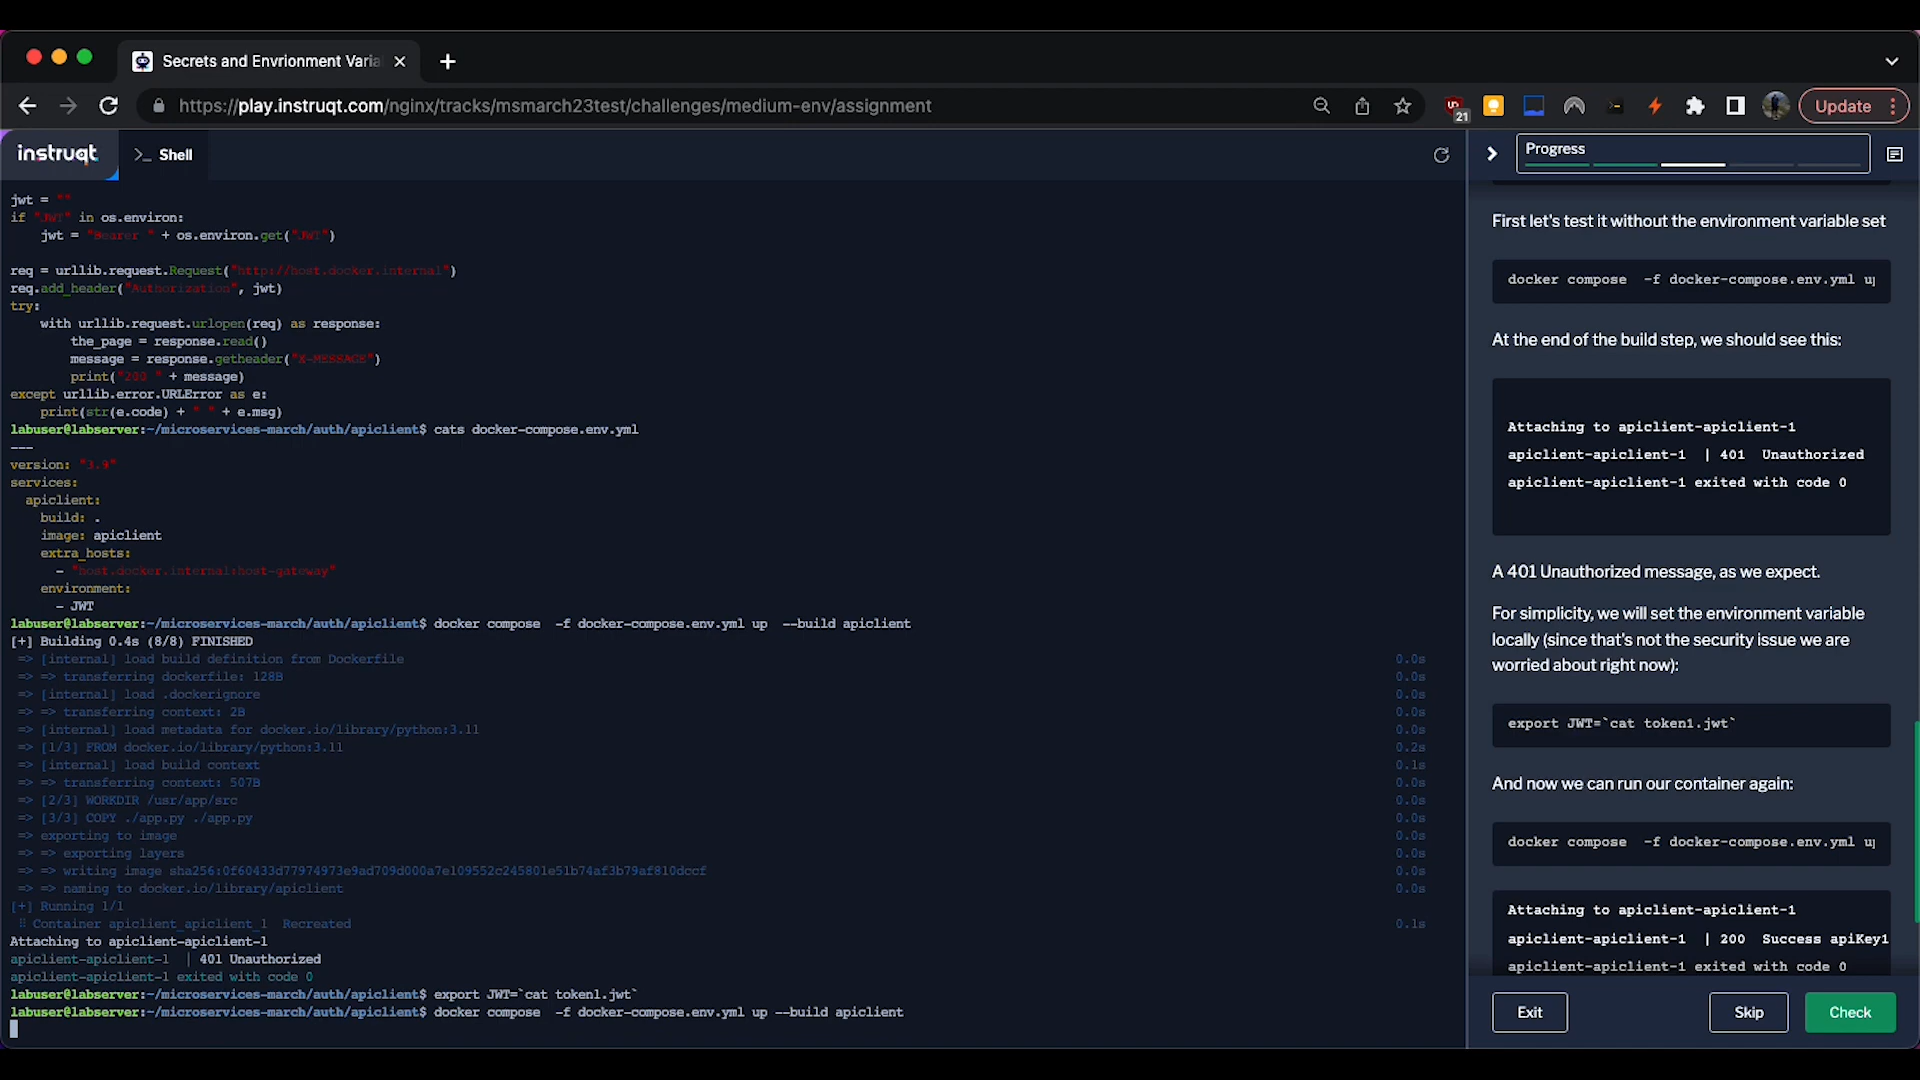 Secrets and Envrionment Varia
https://play.instruqt.com/nginx/tracks/msmarch23test/challenges/medium-env/assignment
21
Update
instruqt
>_ Shell
Progress
jwt = ""
if "JWT" in os.environ:
    jwt = "Bearer " + os.environ.get("JWT")
req = urllib.request.Request("http://host.docker.internal")
req.add_header("Authorization", jwt)
try:
    with urllib.request.urlopen(req) as response:
        the_page = response.read()
        message = response.getheader("X-MESSAGE")
        print("200 " + message)
except urllib.error.URLError as e:
    print(str(e.code) + " " + e.msg)
labuser@labserver:~/microservices-march/auth/apiclient$ cats docker-compose.env.yml
---
version: "3.9"
services:
  apiclient:
    build: .
    image: apiclient
    extra_hosts:
      - "host.docker.internal:host-gateway"
    environment:
      - JWT
labuser@labserver:~/microservices-march/auth/apiclient$ docker compose  -f docker-compose.env.yml up  --build apiclient
[+] Building 0.4s (8/8) FINISHED
 => [internal] load build definition from Dockerfile 0.0s
 => => transferring dockerfile: 128B 0.0s
 => [internal] load .dockerignore 0.0s
 => => transferring context: 2B 0.0s
 => [internal] load metadata for docker.io/library/python:3.11 0.0s
 => [1/3] FROM docker.io/library/python:3.11 0.2s
 => [internal] load build context 0.1s
 => => transferring context: 507B 0.0s
 => [2/3] WORKDIR /usr/app/src 0.0s
 => [3/3] COPY ./app.py ./app.py 0.0s
 => exporting to image 0.0s
 => => exporting layers 0.0s
 => => writing image sha256:0f60433d77974973e9ad709d000a7e109552c245801e51b74af3b79af810dccf 0.0s
 => => naming to docker.io/library/apiclient 0.0s
[+] Running 1/1
 ⠿ Container apiclient_apiclient_1  Recreated 0.1s
Attaching to apiclient-apiclient-1
apiclient-apiclient-1  | 401 Unauthorized
apiclient-apiclient-1 exited with code 0
labuser@labserver:~/microservices-march/auth/apiclient$ export JWT=`cat token1.jwt`
labuser@labserver:~/microservices-march/auth/apiclient$ docker compose  -f docker-compose.env.yml up --build apiclient
First let's test it without the environment variable set
docker compose  -f docker-compose.env.yml up
At the end of the build step, we should see this:
Attaching to apiclient-apiclient-1
apiclient-apiclient-1  | 401  Unauthorized
apiclient-apiclient-1 exited with code 0
A 401 Unauthorized message, as we expect.
For simplicity, we will set the environment variable
locally (since that's not the security issue we are
worried about right now):
export JWT=`cat token1.jwt`
And now we can run our container again:
docker compose  -f docker-compose.env.yml up
Attaching to apiclient-apiclient-1
apiclient-apiclient-1  | 200  Success apiKey1
apiclient-apiclient-1 exited with code 0
Exit
Skip
Check